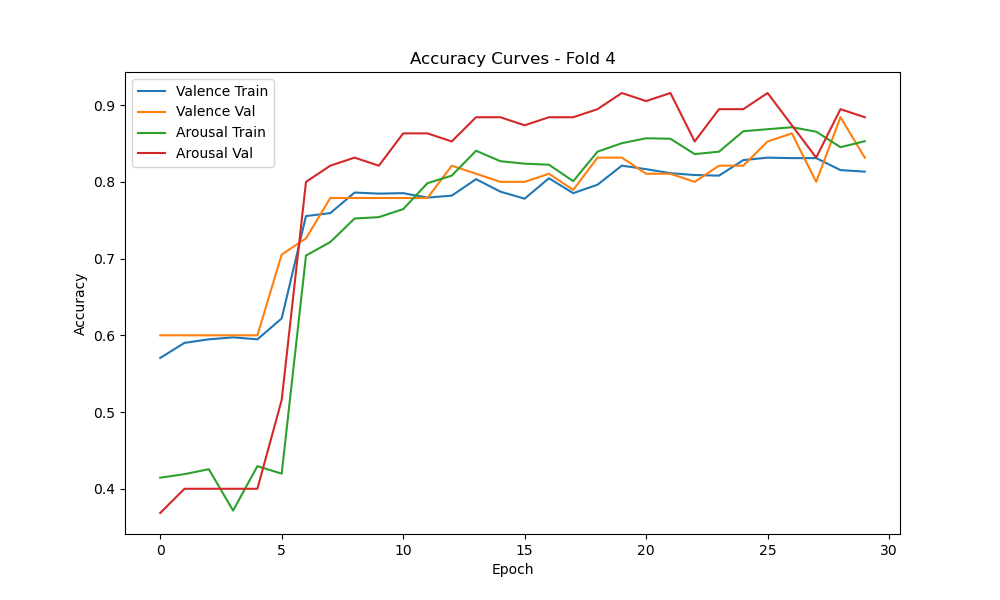 Accuracy Curves - Fold 4
Valence Train
Valence Val
Arousal Train
Arousal Val
Accuracy
0.9
0.8
0.7
0.6
0.5
0.4
0 5 10 15 20 25 30
Epoch